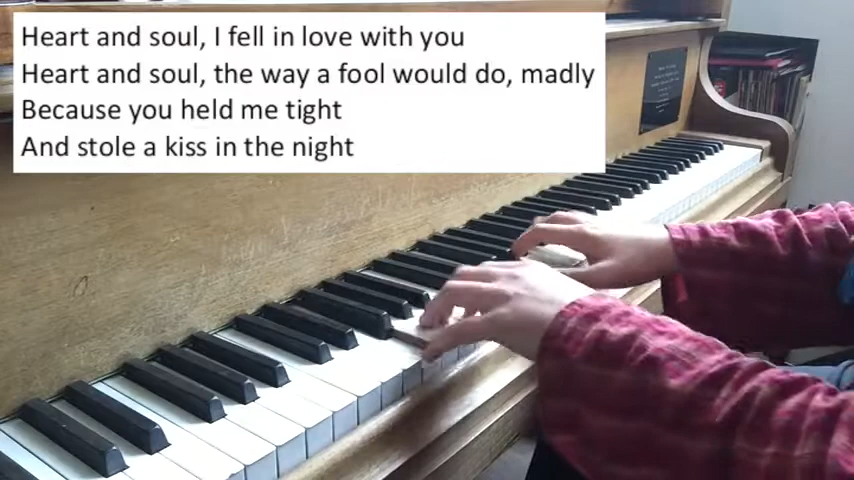 Heart and soul, I fell in love with you
Heart and soul, the way a fool would do, madly
Because you held me tight
And stole a kiss in the night